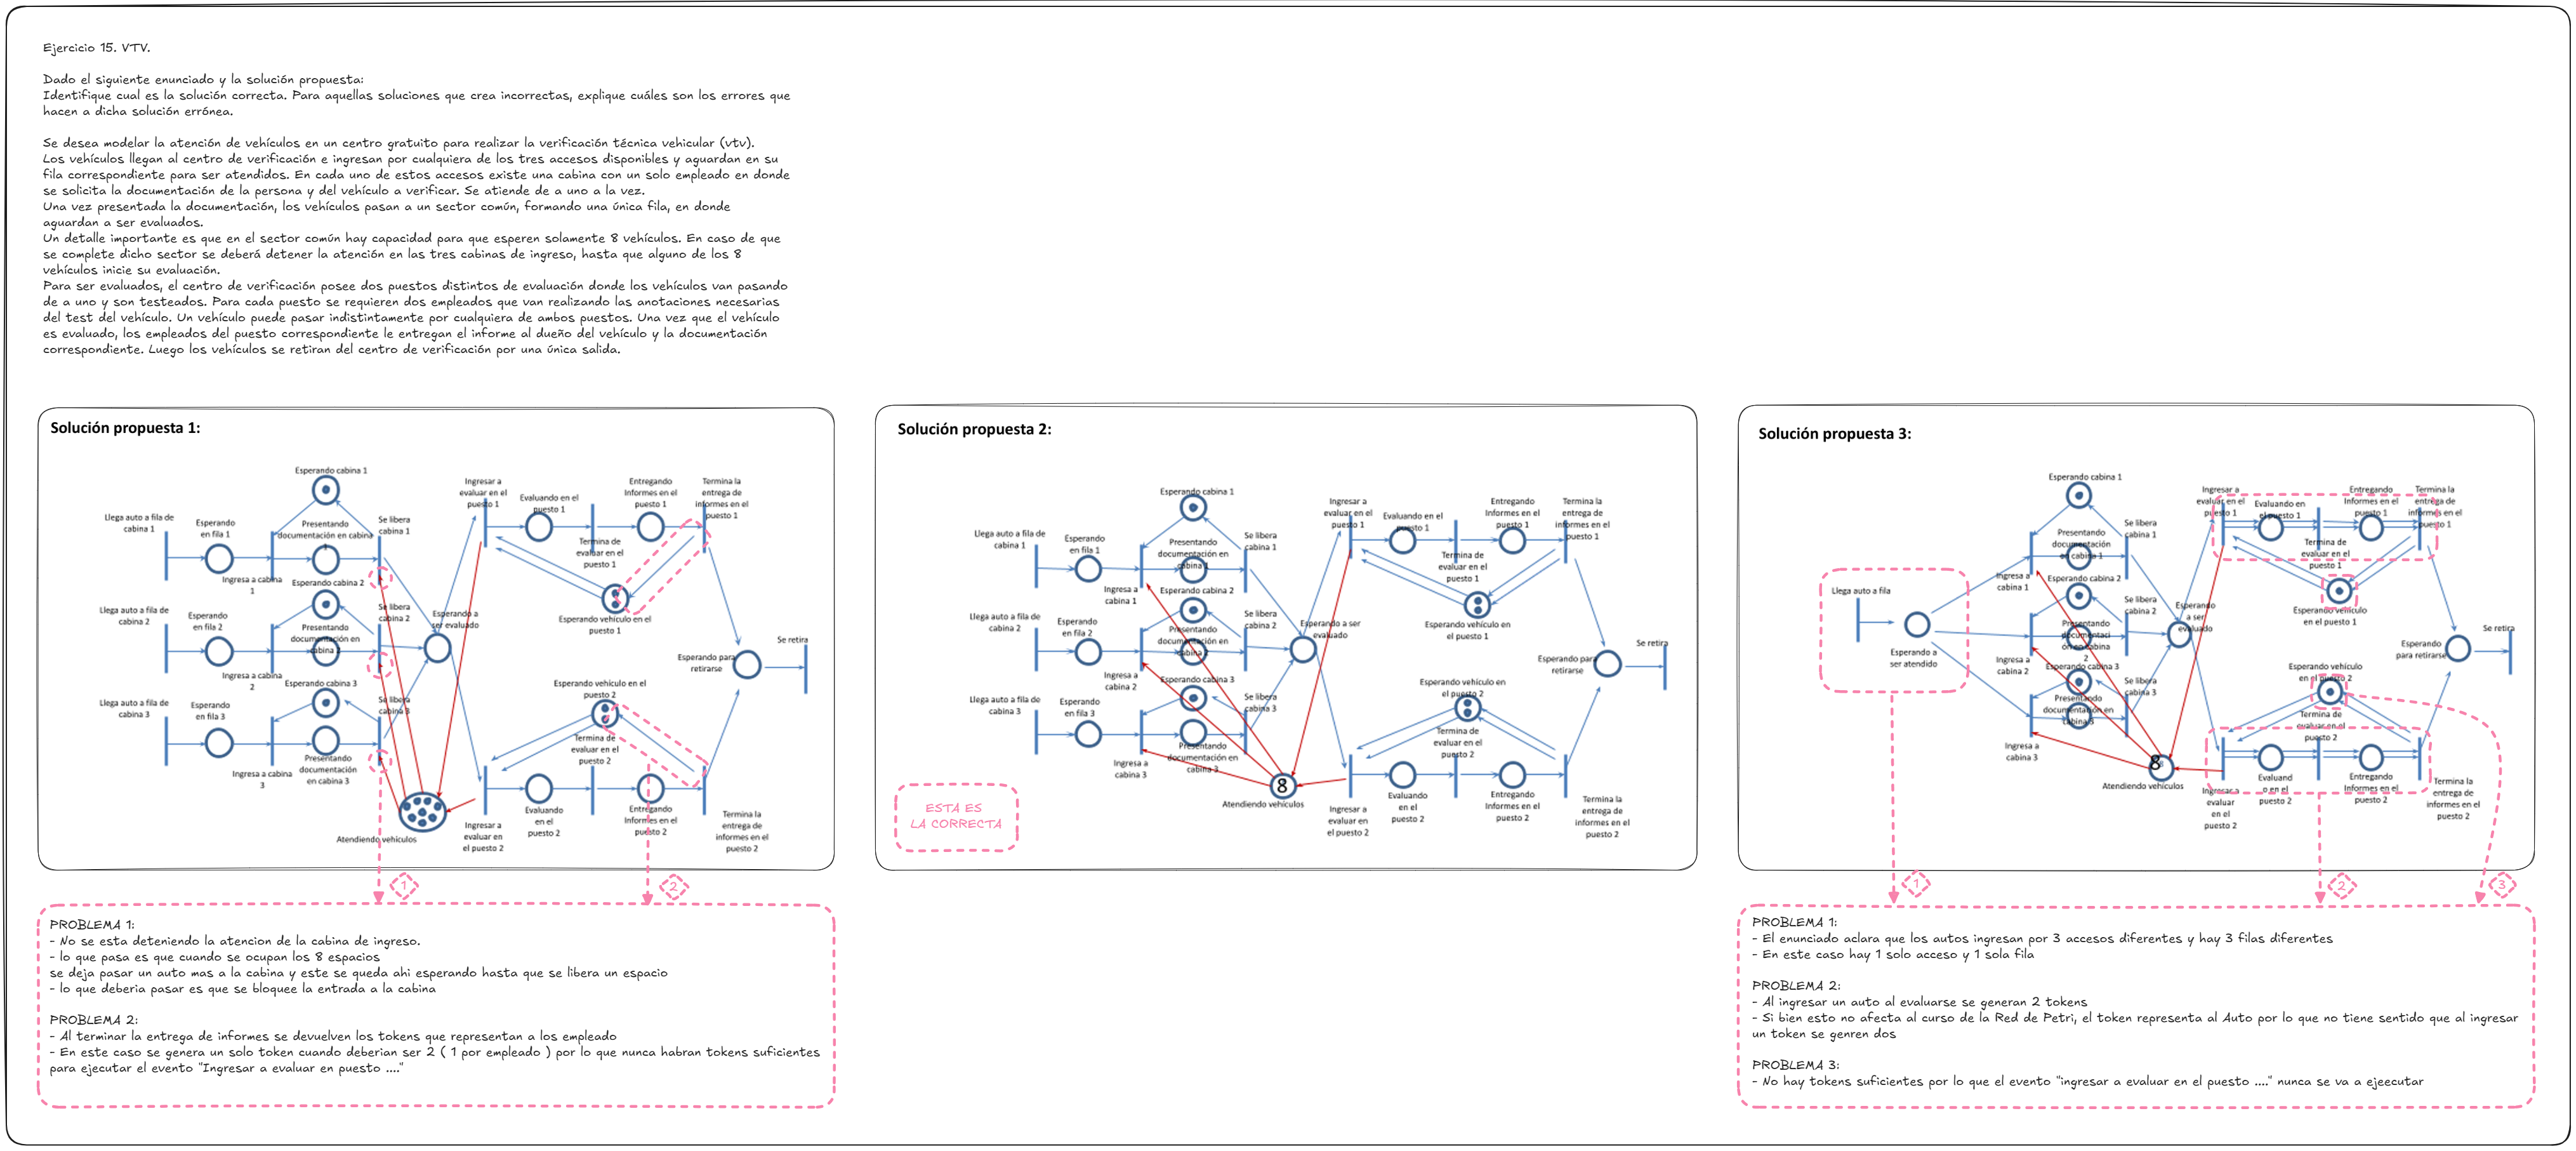 Ejercicio 15. VTV.
Dado el siguiente enunciado y la solución propuesta:
Identifique cual es la solución correcta. Para aquellas soluciones que crea incorrectas, explique cuáles son los errores que
hacen a dicha solución errónea.
Se desea modelar la atención de vehículos en un centro gratuito para realizar la verificación técnica vehicular (vtv).
Los vehículos llegan al centro de verificación e ingresan por cualquiera de los tres accesos disponibles y aguardan en su
fila correspondiente para ser atendidos. En cada uno de estos accesos existe una cabina con un solo empleado en donde
se solicita la documentación de la persona y del vehículo a verificar. Se atiende de a uno a la vez.
Una vez presentada la documentación, los vehículos pasan a un sector común, formando una única fila, en donde
aguardan a ser evaluados.
Un detalle importante es que en el sector común hay capacidad para que esperen solamente 8 vehículos. En caso de que
se complete dicho sector se deberá detener la atención en las tres cabinas de ingreso, hasta que alguno de los 8
vehículos inicie su evaluación.
Para ser evaluados, el centro de verificación posee dos puestos distintos de evaluación donde los vehículos van pasando
de a uno y son testeados. Para cada puesto se requieren dos empleados que van realizando las anotaciones necesarias
del test del vehículo. Un vehículo puede pasar indistintamente por cualquiera de ambos puestos. Una vez que el vehículo
es evaluado, los empleados del puesto correspondiente le entregan el informe al dueño del vehículo y la documentación
correspondiente. Luego los vehículos se retiran del centro de verificación por una única salida.
Solución propuesta 1:
Esperando cabina 1
Llega auto a fila de
cabina 1
Esperando
en fila 1
Presentando
documentación en cabina
1
Se libera
cabina 1
Ingresa a cabina
1
Ingresar a
evaluar en el
puesto 1
Evaluando en el
puesto 1
Entregando
Informes en el
puesto 1
Termina la
entrega de
informes en el
puesto 1
Termina de
evaluar en el
puesto 1
Esperando vehículo en el
puesto 1
Esperando cabina 2
Llega auto a fila de
cabina 2
Esperando
en fila 2
Presentando
documentación en
cabina 2
Se libera
cabina 2
Ingresa a cabina
2
Esperando a
ser evaluado
Esperando para
retirarse
Se retira
Esperando cabina 3
Llega auto a fila de
cabina 3
Esperando
en fila 3
Se libera
cabina 3
Presentando
documentación
en cabina 3
Ingresa a cabina
3
Esperando vehículo en el
puesto 2
Termina de
evaluar en el
puesto 2
Atendiendo vehículos
Ingresar a
evaluar en
el puesto 2
Evaluando
en el
puesto 2
Entregando
Informes en el
puesto 2
Termina la
entrega de
informes en el
puesto 2
1
2
PROBLEMA 1:
- No se esta deteniendo la atencion de la cabina de ingreso.
- lo que pasa es que cuando se ocupan los 8 espacios
se deja pasar un auto mas a la cabina y este se queda ahi esperando hasta que se libera un espacio
- lo que deberia pasar es que se bloquee la entrada a la cabina
PROBLEMA 2:
- Al terminar la entrega de informes se devuelven los tokens que representan a los empleado
- En este caso se genera un solo token cuando deberian ser 2 ( 1 por empleado ) por lo que nunca habran tokens suficientes
para ejecutar el evento "Ingresar a evaluar en puesto ...."
Solución propuesta 2:
Esperando cabina 1
Llega auto a fila de
cabina 1
Esperando
en fila 1
Presentando
documentación en
cabina 1
Se libera
cabina 1
Ingresa a
cabina 1
Ingresar a
evaluar en el
puesto 1
Evaluando en el
puesto 1
Entregando
Informes en el
puesto 1
Termina la
entrega de
informes en el
puesto 1
Termina de
evaluar en el
puesto 1
Esperando vehículo en
el puesto 1
Esperando cabina 2
Llega auto a fila de
cabina 2
Esperando
en fila 2
Presentando
documentación en
cabina 2
Se libera
cabina 2
Ingresa a
cabina 2
Esperando a ser
evaluado
Esperando para
retirarse
Se retira
Esperando cabina 3
Llega auto a fila de
cabina 3
Esperando
en fila 3
Se libera
cabina 3
Presentando
documentación en
cabina 3
Ingresa a
cabina 3
Esperando vehículo en
el puesto 2
Termina de
evaluar en el
puesto 2
8
Atendiendo vehículos
Ingresar a
evaluar en
el puesto 2
Evaluando
en el
puesto 2
Entregando
Informes en el
puesto 2
Termina la
entrega de
informes en el
puesto 2
ESTA ES
LA CORRECTA
Solución propuesta 3:
Esperando cabina 1
Llega auto a fila
Esperando a
ser atendido
Presentando
documentación
en cabina 1
Se libera
cabina 1
Ingresa a
cabina 1
Ingresar a
evaluar en el
puesto 1
Evaluando en
el puesto 1
Entregando
Informes en el
puesto 1
Termina la
entrega de
informes en el
puesto 1
Termina de
evaluar en el
puesto 1
Esperando vehículo
en el puesto 1
Esperando cabina 2
Presentando
documentaci
ón en cabina
2
Se libera
cabina 2
Ingresa a
cabina 2
Esperando
a ser
evaluado
Esperando
para retirarse
Se retira
Esperando cabina 3
Presentando
documentación en
cabina 3
Se libera
cabina 3
Ingresa a
cabina 3
Esperando vehículo
en el puesto 2
Termina de
evaluar en el
puesto 2
8
Atendiendo vehículos
Ingresar a
evaluar
en el
puesto 2
Evaluand
o en el
puesto 2
Entregando
Informes en el
puesto 2
Termina la
entrega de
informes en el
puesto 2
1
2
3
PROBLEMA 1:
- El enunciado aclara que los autos ingresan por 3 accesos diferentes y hay 3 filas diferentes
- En este caso hay 1 solo acceso y 1 sola fila
PROBLEMA 2:
- Al ingresar un auto al evaluarse se generan 2 tokens
- Si bien esto no afecta al curso de la Red de Petri, el token representa al Auto por lo que no tiene sentido que al ingresar
un token se genren dos
PROBLEMA 3:
- No hay tokens suficientes por lo que el evento "ingresar a evaluar en el puesto ...." nunca se va a ejeecutar